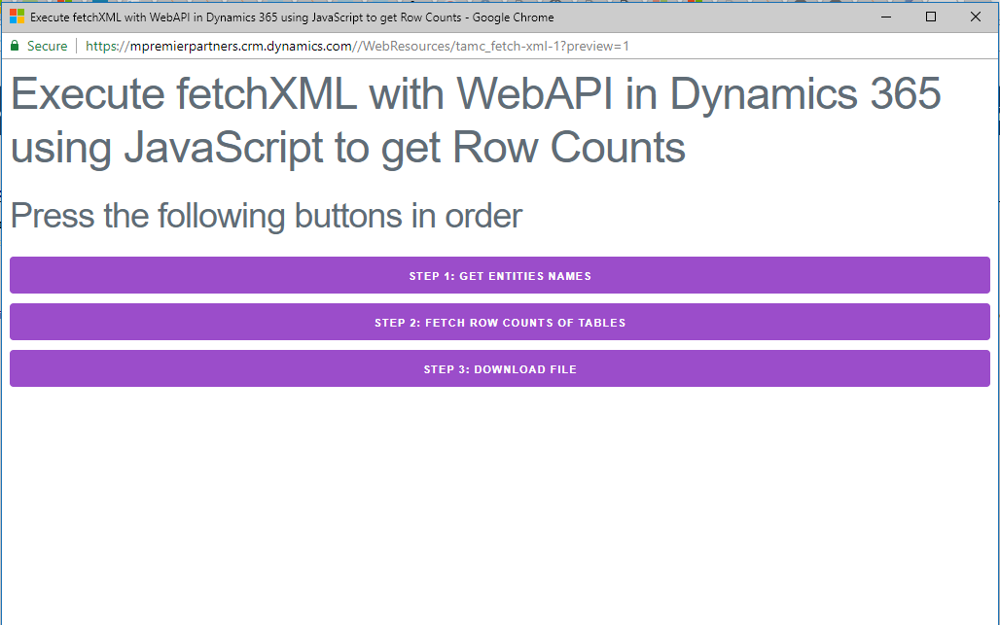 Execute fetchXML with WebAPI in Dynamics 365 using JavaScript to get Row Counts - Google Chrome
Secure | https://mpremierpartners.crm.dynamics.com//WebResources/tamc_fetch-xml-1?preview=1
Execute fetchXML with WebAPI in Dynamics 365
using JavaScript to get Row Counts
Press the following buttons in order
STEP 1: GET ENTITIES NAMES
STEP 2: FETCH ROW COUNTS OF TABLES
STEP 3: DOWNLOAD FILE